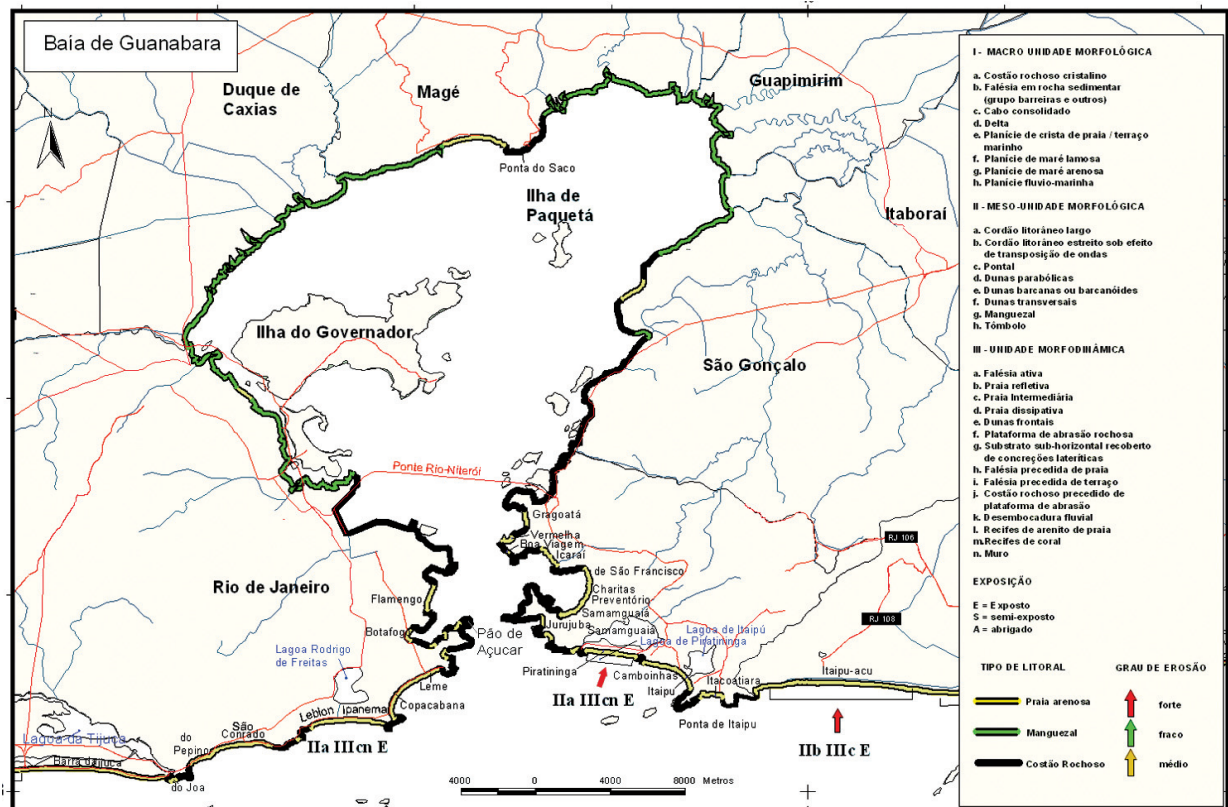 Baía de Guanabara
N
Duque de
Caxias
Magé
Guapimirim
Ponta do Saco
Ilha de
Paquetá
Itaboraí
Ilha do Governador
São Gonçalo
Ponte Rio-Niterói
Gragoatá
Vermelha
Boa Viagem
Icaraí
de São Francisco
Charitas
Preventório
Samamguaiá
Jurujuba
Samamguaiá
Lagoa de Itaipú
Lagoa de Piratininga
Rio de Janeiro
Flamengo
Botafog
Pão de
Açucar
Lagoa Rodrigo
de Freitas
Leme
Copacabana
Leblon
Ipanema
São
Conrado
do
Pepino
Lagoa da Tijuca
Barra da ijuca
do Joa
IIa IIIcn E
Piratininga
Camboinhas
Itaipu
Itacoatiara
Itaipu-acu
Ponta de Itaipu
IIa IIIcn E
IIb IIIc E
RJ 106
RJ 108
4000 0 4000 8000 Metros
I - MACRO UNIDADE MORFOLÓGICA
a. Costão rochoso cristalino
b. Falésia em rocha sedimentar
(grupo barreiras e outros)
c. Cabo consolidado
d. Delta
e. Planície de crista de praia / terraço
marinho
f. Planície de maré lamosa
g. Planície de maré arenosa
h. Planície fluvio-marinha
II - MESO-UNIDADE MORFOLÓGICA
a. Cordão litorâneo largo
b. Cordão litorâneo estreito sob efeito
de transposição de ondas
c. Pontal
d. Dunas parabólicas
e. Dunas barcanas ou barcanóides
f. Dunas transversais
g. Manguezal
h. Tômbolo
III - UNIDADE MORFODINÂMICA
a. Falésia ativa
b. Praia refletiva
c. Praia Intermediária
d. Praia dissipativa
e. Dunas frontais
f. Plataforma de abrasão rochosa
g. Substrato sub-horizontal recoberto
de concreções lateríticas
h. Falésia precedida de praia
i. Falésia precedida de terraço
j. Costão rochoso precedido de
plataforma de abrasão
k. Desembocadura fluvial
l. Recifes de arenito de praia
m.Recifes de coral
n. Muro
EXPOSIÇÃO
E = Exposto
S = semi-exposto
A = abrigado
TIPO DE LITORAL
GRAU DE EROSÃO
Praia arenosa
forte
Manguezal
fraco
Costão Rochoso
médio